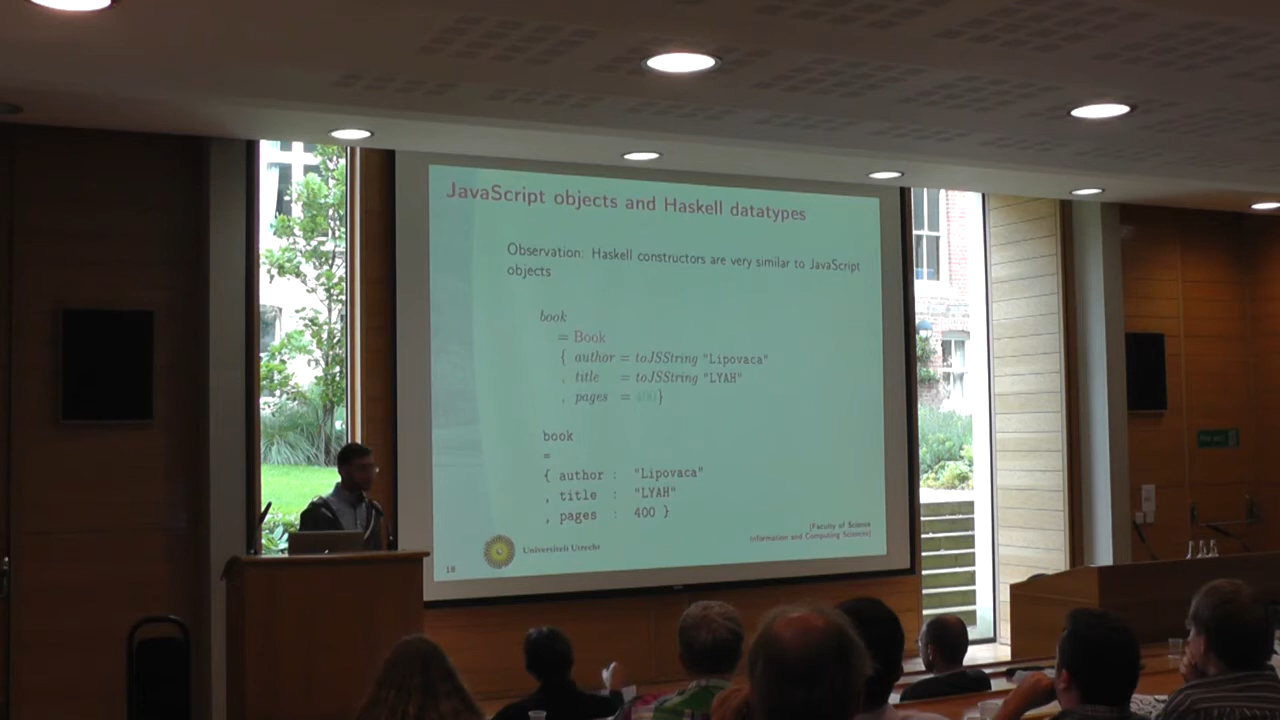 JavaScript objects and Haskell datatypes
Observation: Haskell constructors are very similar to JavaScript
objects
book
= Book
{ author = toJSString "Lipovaca"
, title = toJSString "LYAH"
, pages = 400}
book
=
{ author : "Lipovaca"
, title : "LYAH"
, pages : 400 }
[Faculty of Science
Information and Computing Sciences]
Universiteit Utrecht
18